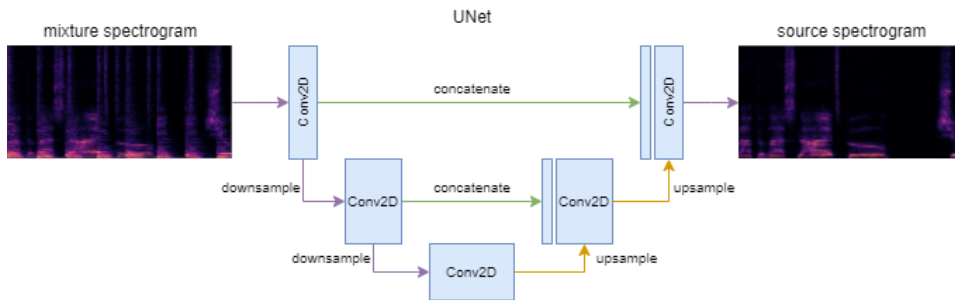 UNet
mixture spectrogram
source spectrogram
Conv2D
concatenate
Conv2D
downsample
Conv2D
concatenate
Conv2D
upsample
downsample
Conv2D
upsample